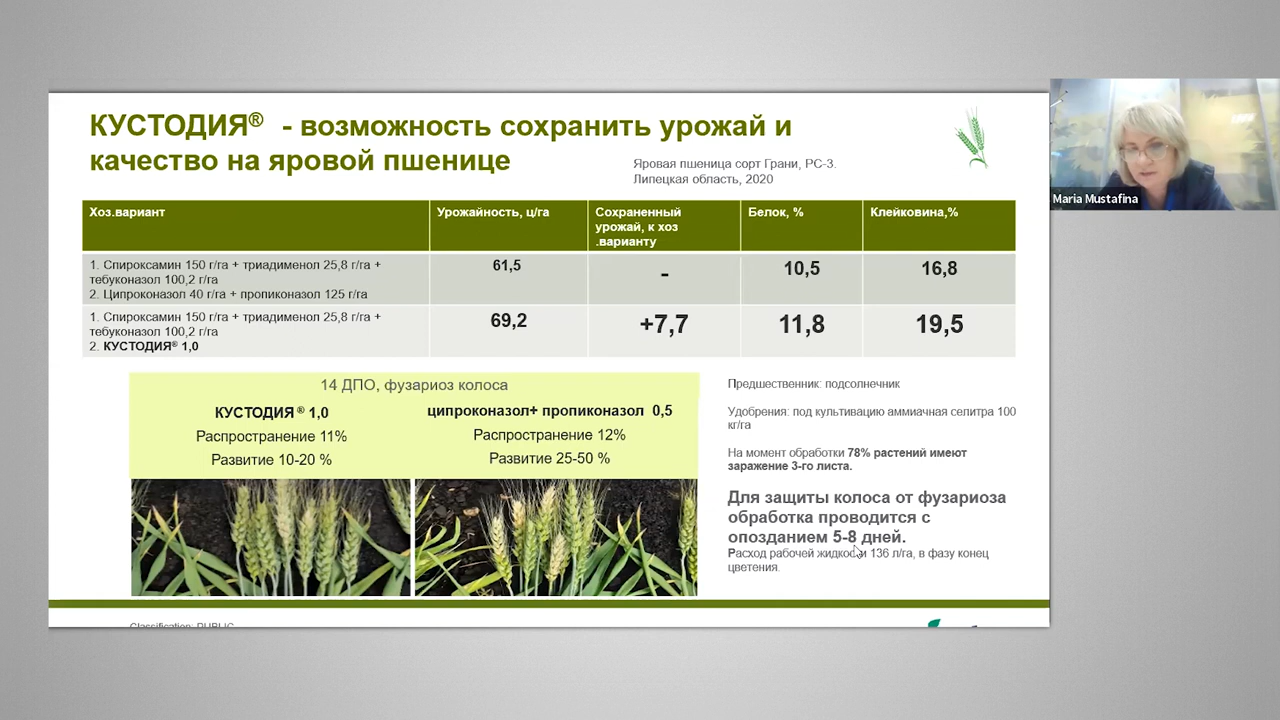 КУСТОДИЯ® - возможность сохранить урожай и
качество на яровой пшенице
Яровая пшеница сорт Грани, РС-3.
Липецкая область, 2020
Maria Mustafina
Хоз.вариант
Урожайность, ц/га
Сохраненный
урожай, к хоз
.варианту
Белок, %
Клейковина,%
1. Спироксамин 150 г/га + триадименол 25,8 г/га +
тебуконазол 100,2 г/га
2. Ципроконазол 40 г/га + пропиконазол 125 г/га
61,5
-
10,5
16,8
1. Спироксамин 150 г/га + триадименол 25,8 г/га +
тебуконазол 100,2 г/га
2. КУСТОДИЯ® 1,0
69,2
+7,7
11,8
19,5
14 ДПО, фузариоз колоса
КУСТОДИЯ ® 1,0
Распространение 11%
Развитие 10-20 %
ципроконазол+ пропиконазол 0,5
Распространение 12%
Развитие 25-50 %
Предшественник: подсолнечник
Удобрения: под культивацию аммиачная селитра 100
кг/га
На момент обработки 78% растений имеют
заражение 3-го листа.
Для защиты колоса от фузариоза
обработка проводится с
опозданием 5-8 дней.
Расход рабочей жидкости 136 л/га, в фазу конец
цветения.
Classification: PUBLIC